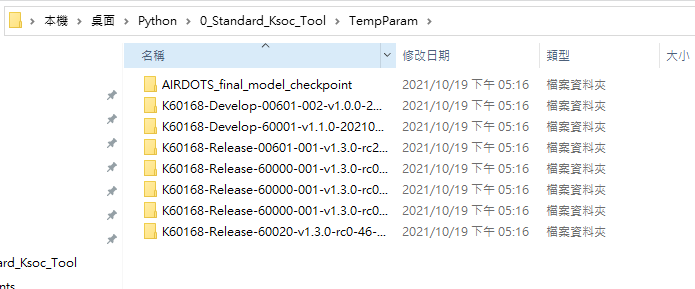 本機 › 桌面 › Python › 0_Standard_Ksoc_Tool › TempParam ›
名稱 修改日期 類型 大小
AIRDOTS_final_model_checkpoint 2021/10/19 下午 05:16 檔案資料夾
K60168-Develop-00601-002-v1.0.0-2... 2021/10/19 下午 05:16 檔案資料夾
K60168-Develop-60001-v1.1.0-20210... 2021/10/19 下午 05:16 檔案資料夾
K60168-Release-00601-001-v1.3.0-rc2... 2021/10/19 下午 05:16 檔案資料夾
K60168-Release-60000-001-v1.3.0-rc0... 2021/10/19 下午 05:16 檔案資料夾
K60168-Release-60000-001-v1.3.0-rc0... 2021/10/19 下午 05:16 檔案資料夾
K60168-Release-60000-001-v1.3.0-rc0... 2021/10/19 下午 05:16 檔案資料夾
K60168-Release-60020-v1.3.0-rc0-46-... 2021/10/19 下午 05:16 檔案資料夾
ard_Ksoc_Tool
nts